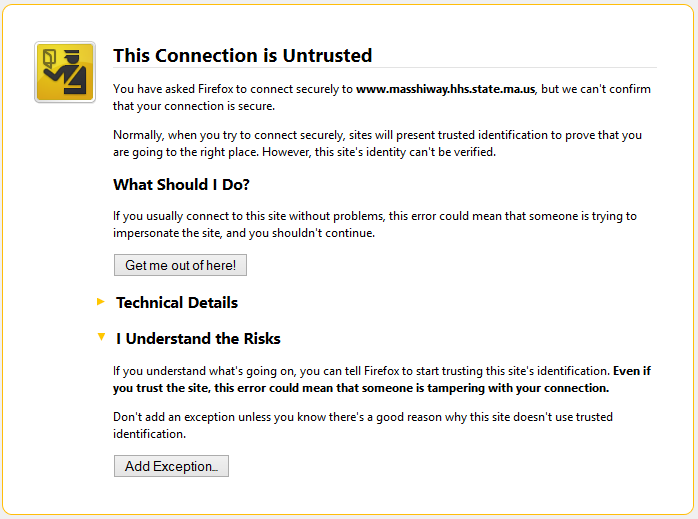 This Connection is Untrusted
You have asked Firefox to connect securely to www.masshiway.hhs.state.ma.us, but we can't confirm
that your connection is secure.
Normally, when you try to connect securely, sites will present trusted identification to prove that you
are going to the right place. However, this site's identity can't be verified.
What Should I Do?
If you usually connect to this site without problems, this error could mean that someone is trying to
impersonate the site, and you shouldn't continue.
Get me out of here!
Technical Details
I Understand the Risks
If you understand what's going on, you can tell Firefox to start trusting this site's identification. Even if
you trust the site, this error could mean that someone is tampering with your connection.
Don't add an exception unless you know there's a good reason why this site doesn't use trusted
identification.
Add Exception...